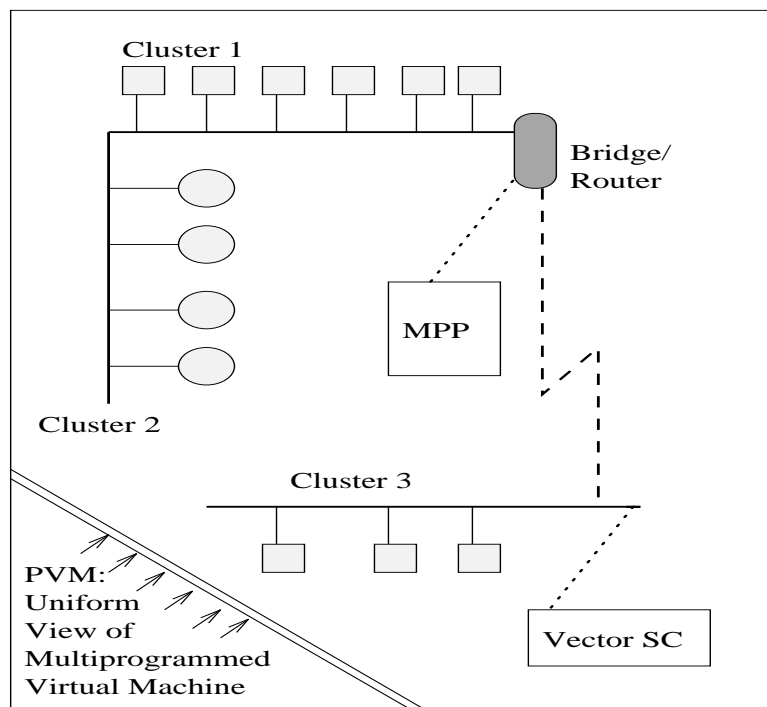 Cluster 1
Bridge/
Router
MPP
Cluster 2
Cluster 3
PVM:
Uniform
View of
Multiprogrammed
Virtual Machine
Vector SC